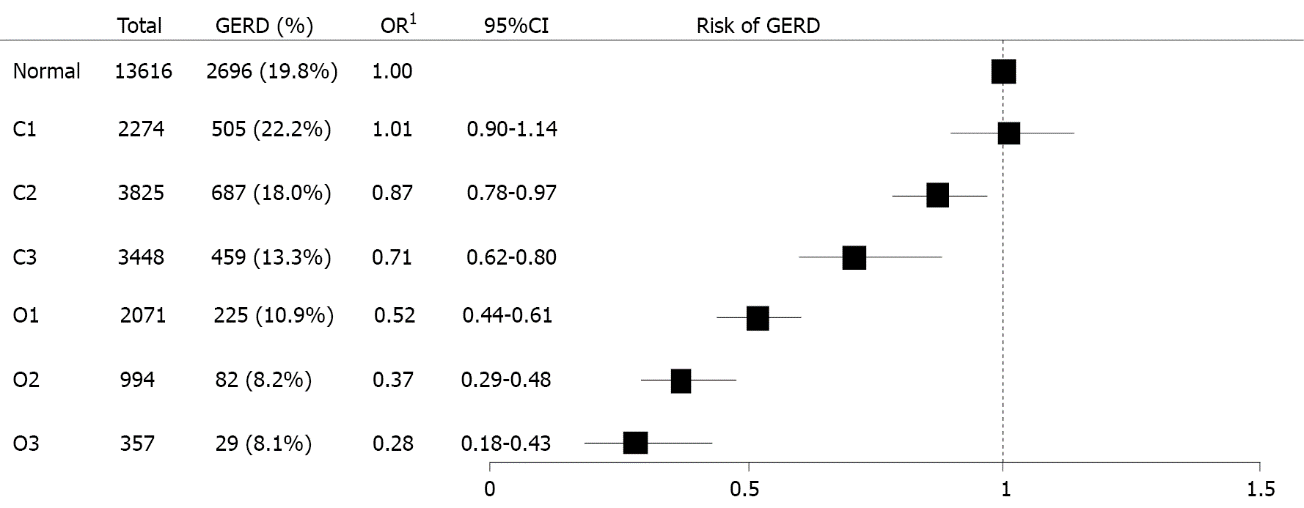 Total GERD (%) OR¹ 95%CI Risk of GERD
Normal 13616 2696 (19.8%) 1.00
C1 2274 505 (22.2%) 1.01 0.90-1.14
C2 3825 687 (18.0%) 0.87 0.78-0.97
C3 3448 459 (13.3%) 0.71 0.62-0.80
O1 2071 225 (10.9%) 0.52 0.44-0.61
O2 994 82 (8.2%) 0.37 0.29-0.48
O3 357 29 (8.1%) 0.28 0.18-0.43
0 0.5 1 1.5